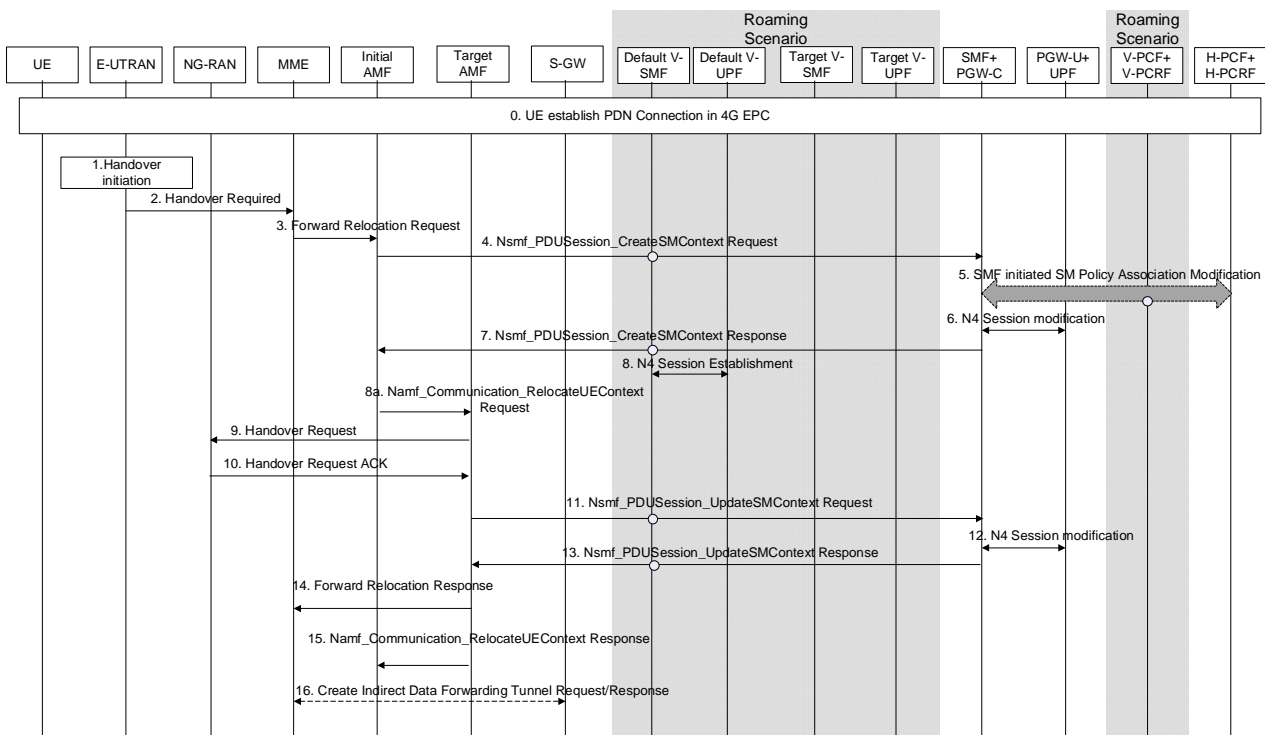 Roaming
Scenario
Roaming
Scenario
UE
E-UTRAN
NG-RAN
MME
Initial
AMF
Target
AMF
S-GW
Default V-
SMF
Default V-
UPF
Target V-
SMF
Target V-
UPF
SMF+
PGW-C
PGW-U+
UPF
V-PCF+
V-PCRF
H-PCF+
H-PCRF
0. UE establish PDN Connection in 4G EPC
1.Handover
initiation
2. Handover Required
3. Forward Relocation Request
4. Nsmf_PDUSession_CreateSMContext Request
5. SMF initiated SM Policy Association Modification
6. N4 Session modification
7. Nsmf_PDUSession_CreateSMContext Response
8. N4 Session Establishment
8a. Namf_Communication_RelocateUEContext
Request
9. Handover Request
10. Handover Request ACK
11. Nsmf_PDUSession_UpdateSMContext Request
12. N4 Session modification
13. Nsmf_PDUSession_UpdateSMContext Response
14. Forward Relocation Response
15. Namf_Communication_RelocateUEContext Response
16. Create Indirect Data Forwarding Tunnel Request/Response